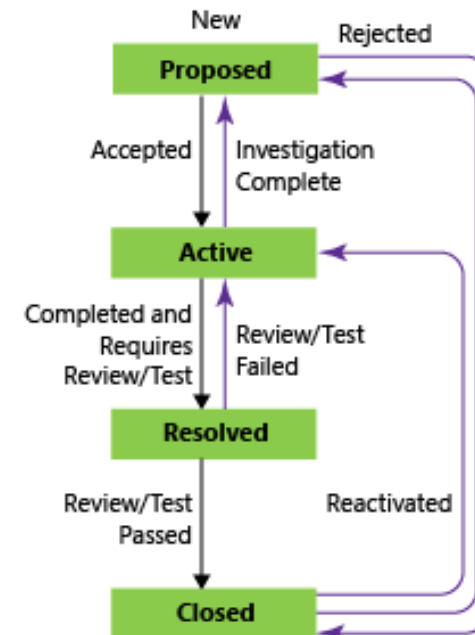 New
Rejected
Proposed
Accepted
Investigation
Complete
Active
Completed and
Requires
Review/Test
Review/Test
Failed
Resolved
Review/Test
Passed
Reactivated
Closed